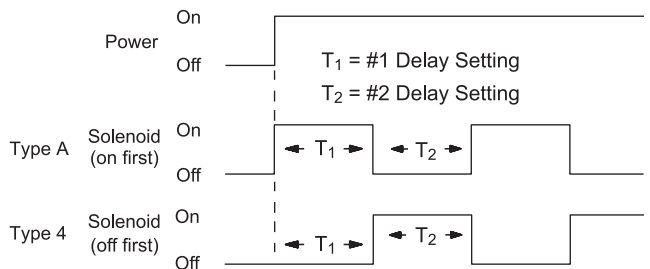 On
Power
Off
T1 = #1 Delay Setting
T2 = #2 Delay Setting
On
Type A Solenoid (on first)
T1 T2
Off
On
Type 4 Solenoid (off first)
T1 T2
Off